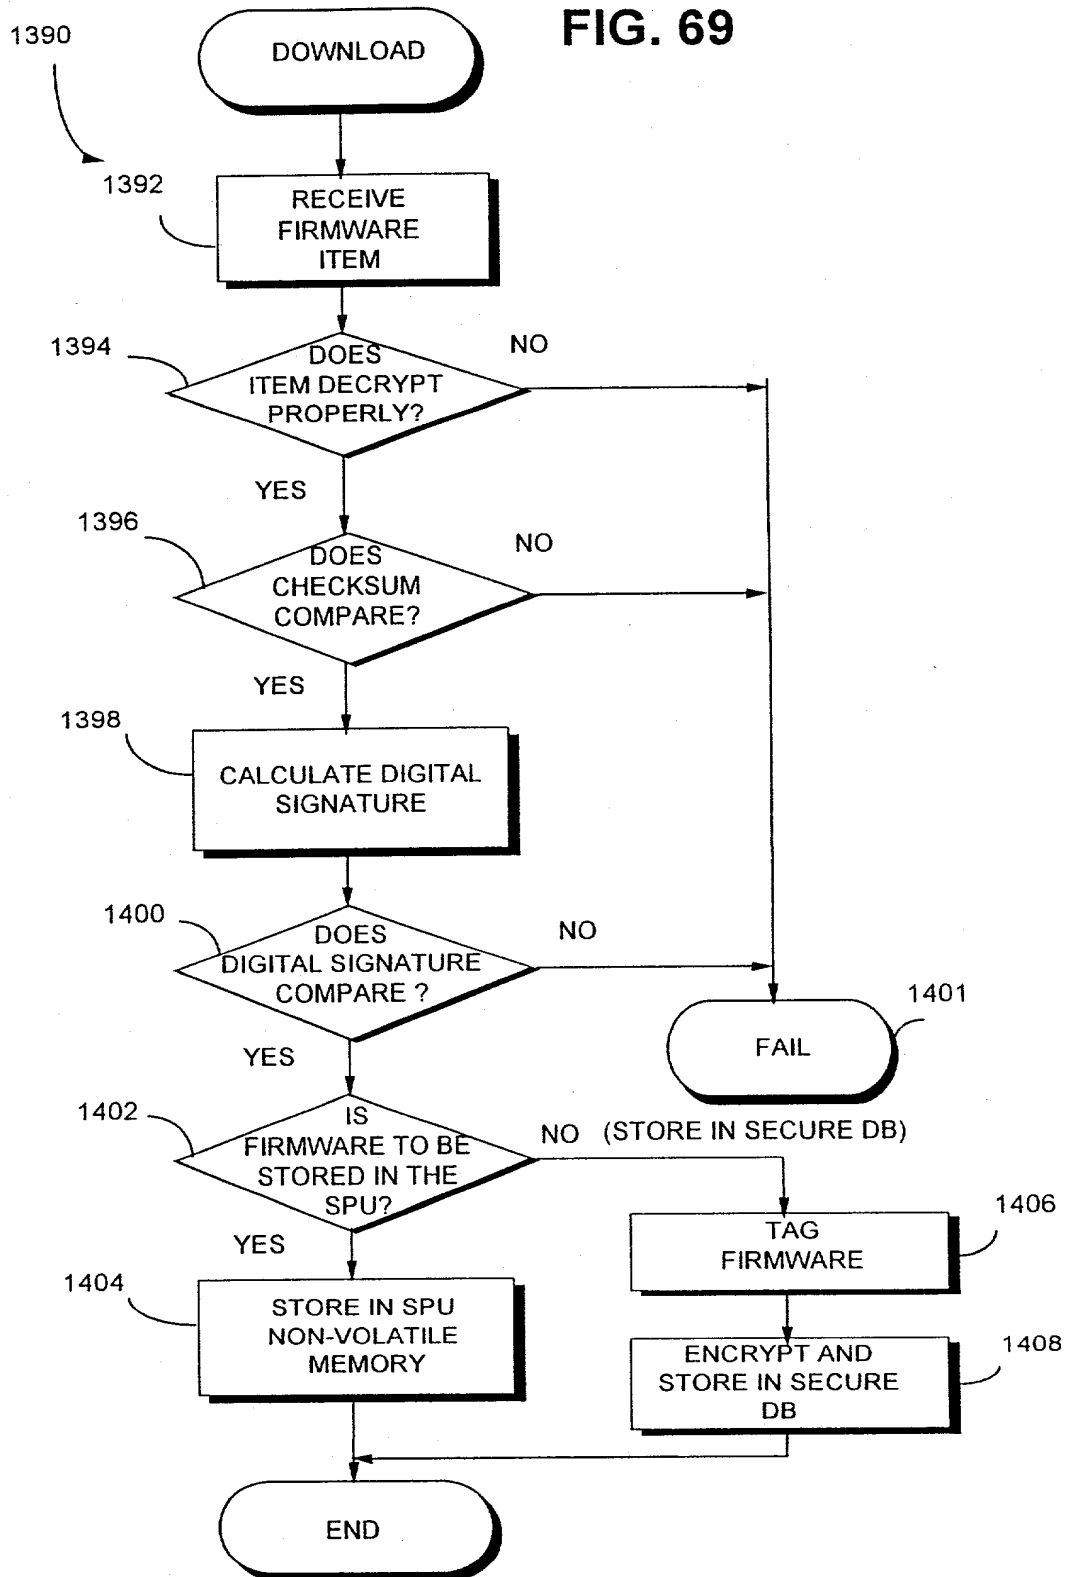 FIG. 69
1390
DOWNLOAD
1392
RECEIVE
FIRMWARE
ITEM
1394
DOES
ITEM DECRYPT
PROPERLY?
NO
YES
1396
DOES
CHECKSUM
COMPARE?
NO
YES
1398
CALCULATE DIGITAL
SIGNATURE
1400
DOES
DIGITAL SIGNATURE
COMPARE ?
NO
YES
1401
FAIL
1402
IS
FIRMWARE TO BE
STORED IN THE
SPU?
NO (STORE IN SECURE DB)
YES
1406
TAG
FIRMWARE
1404
STORE IN SPU
NON-VOLATILE
MEMORY
1408
ENCRYPT AND
STORE IN SECURE
DB
END